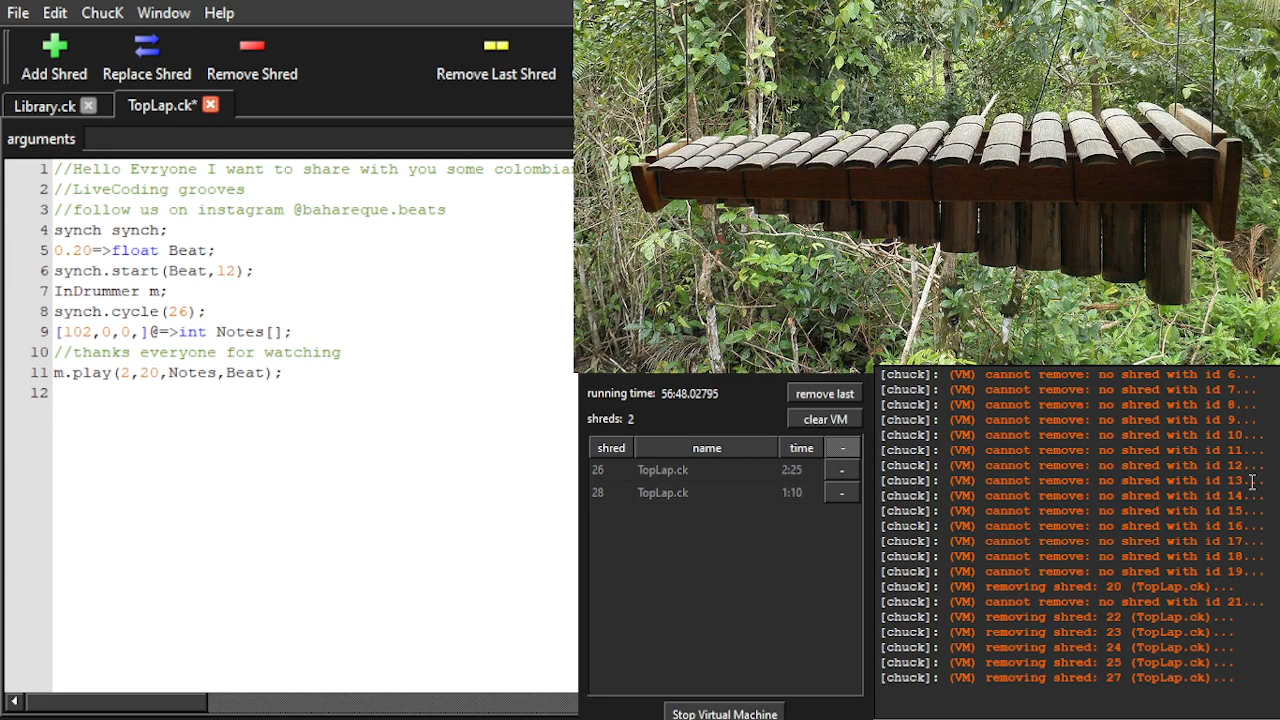 File Edit ChucK Window Help
Add Shred Replace Shred Remove Shred Remove Last Shred
Library.ck TopLap.ck*
arguments
1 //Hello Evryone I want to share with you some colombian
2 //LiveCoding grooves
3 //follow us on instagram @bahareque.beats
4 synch synch;
5 0.20=>float Beat;
6 synch.start(Beat,12);
7 InDrummer m;
8 synch.cycle(26);
9 [102,0,0,]@=>int Notes[];
10 //thanks everyone for watching
11 m.play(2,20,Notes,Beat);
12
running time: 56:48.02795 remove last
shreds: 2 clear VM
shred name time -
26 TopLap.ck 2:25 -
28 TopLap.ck 1:10 -
Stop Virtual Machine
[chuck]: (VM) cannot remove: no shred with id 6...
[chuck]: (VM) cannot remove: no shred with id 7...
[chuck]: (VM) cannot remove: no shred with id 8...
[chuck]: (VM) cannot remove: no shred with id 9...
[chuck]: (VM) cannot remove: no shred with id 10...
[chuck]: (VM) cannot remove: no shred with id 11...
[chuck]: (VM) cannot remove: no shred with id 12...
[chuck]: (VM) cannot remove: no shred with id 13...
[chuck]: (VM) cannot remove: no shred with id 14...
[chuck]: (VM) cannot remove: no shred with id 15...
[chuck]: (VM) cannot remove: no shred with id 16...
[chuck]: (VM) cannot remove: no shred with id 17...
[chuck]: (VM) cannot remove: no shred with id 18...
[chuck]: (VM) cannot remove: no shred with id 19...
[chuck]: (VM) removing shred: 20 (TopLap.ck)...
[chuck]: (VM) cannot remove: no shred with id 21...
[chuck]: (VM) removing shred: 22 (TopLap.ck)...
[chuck]: (VM) removing shred: 23 (TopLap.ck)...
[chuck]: (VM) removing shred: 24 (TopLap.ck)...
[chuck]: (VM) removing shred: 25 (TopLap.ck)...
[chuck]: (VM) removing shred: 27 (TopLap.ck)...